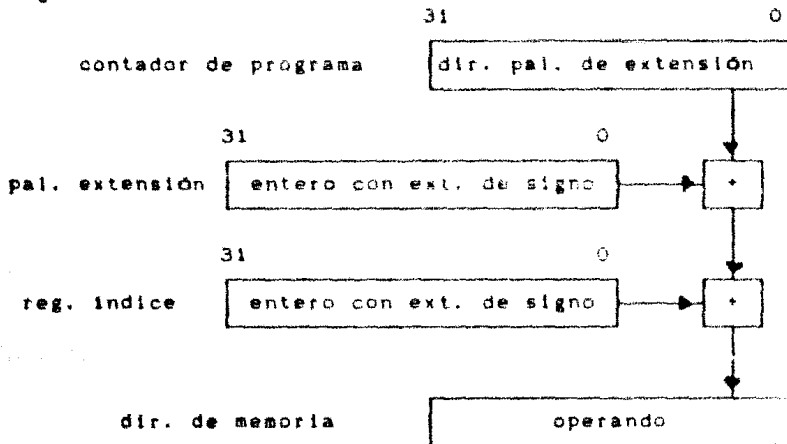 31 0
contador de programa dir. pal. de extensión
31 0
pal. extensión entero con ext. de signo +
31 0
reg. índice entero con ext. de signo +
dir. de memoria operando